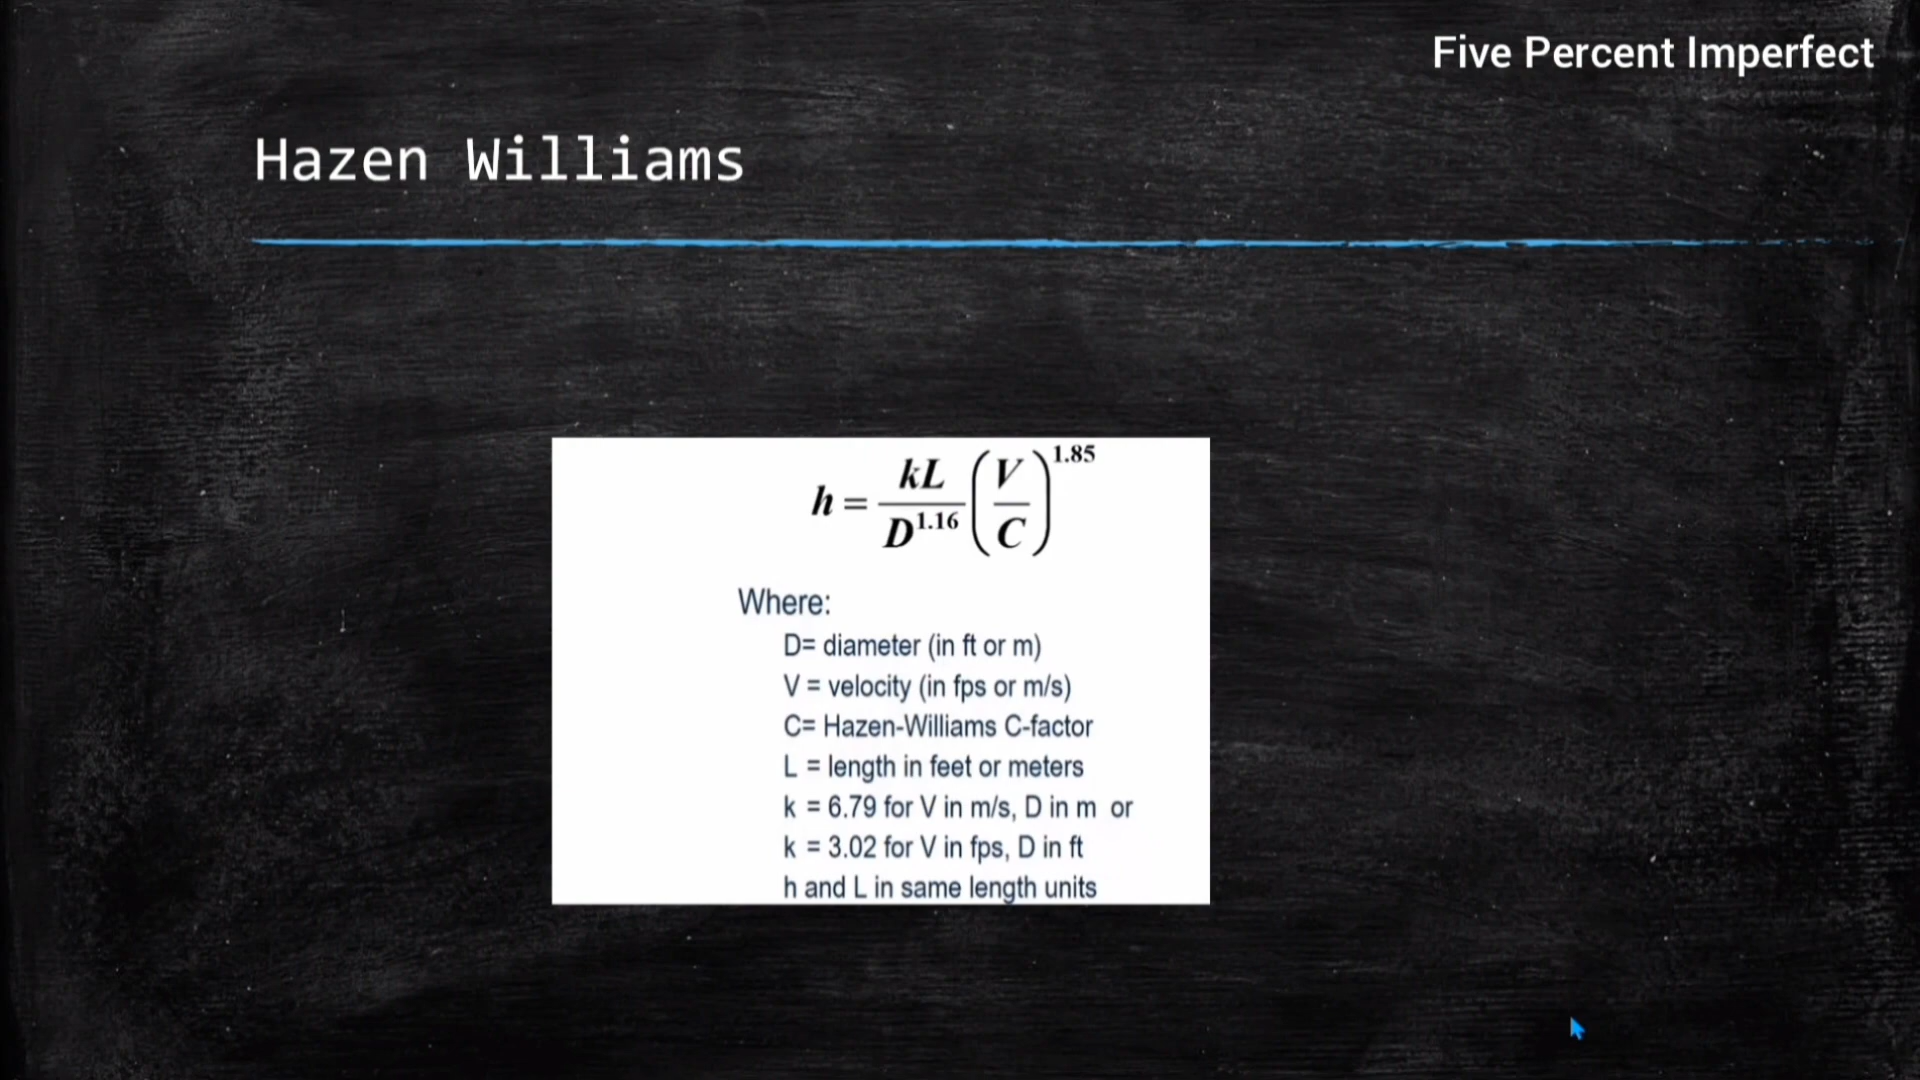 Five Percent Imperfect
Hazen Williams
h = kL / D^1.16 (V / C)^1.85
Where:
D= diameter (in ft or m)
V = velocity (in fps or m/s)
C= Hazen-Williams C-factor
L = length in feet or meters
k = 6.79 for V in m/s, D in m or
k = 3.02 for V in fps, D in ft
h and L in same length units